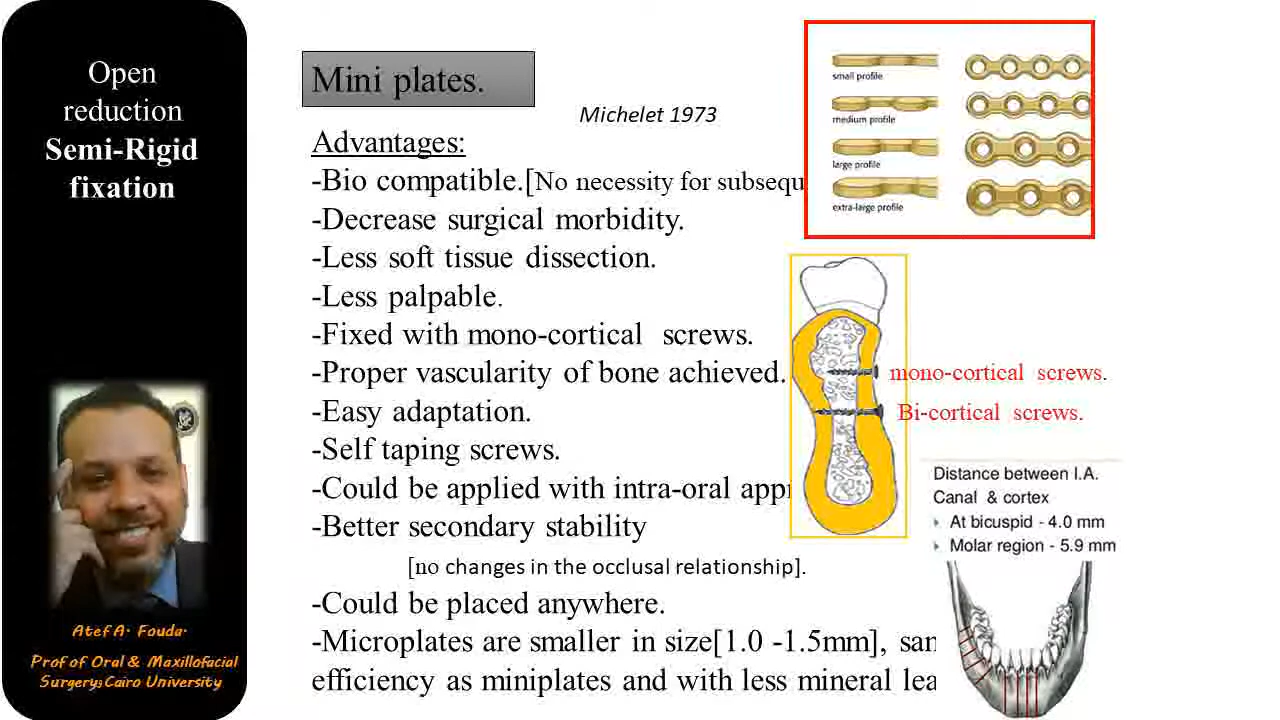 Open
reduction
Semi-Rigid
fixation
Atef A. Fouda.
Prof of Oral & Maxillofacial
Surgery;Cairo University
Mini plates.
Michelet 1973
Advantages:
-Bio compatible.[No necessity for
-Decrease surgical morbidity.
-Less soft tissue dissection.
-Less palpable.
-Fixed with mono-cortical screws.
-Proper vascularity of bone achieved.
-Easy adaptation.
-Self taping screws.
-Could be applied with intra-oral
-Better secondary stability
[no changes in the occlusal relationship].
-Could be placed anywhere.
-Microplates are smaller in size[1.0 -1.5mm],
efficiency as miniplates and with less mineral
small profile
medium profile
large profile
extra-large profile
mono-cortical screws.
Bi-cortical screws.
Distance between I.A.
Canal & cortex
At bicuspid - 4.0 mm
Molar region - 5.9 mm